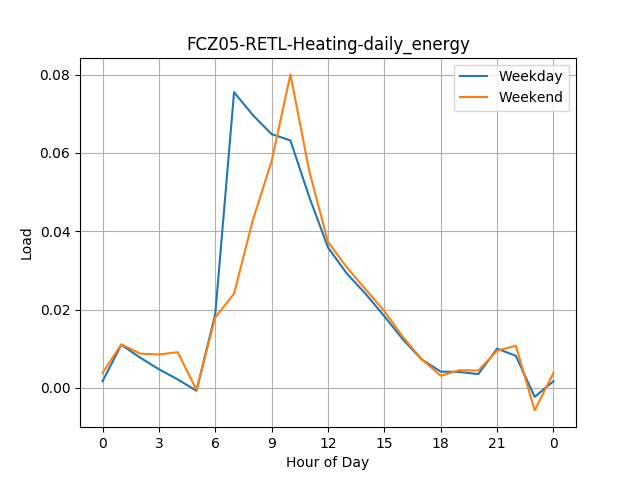 FCZ05-RETL-Heating-daily_energy
Weekday
Weekend
0.08
0.06
0.04
0.02
0.00
Load
0 3 6 9 12 15 18 21 0
Hour of Day